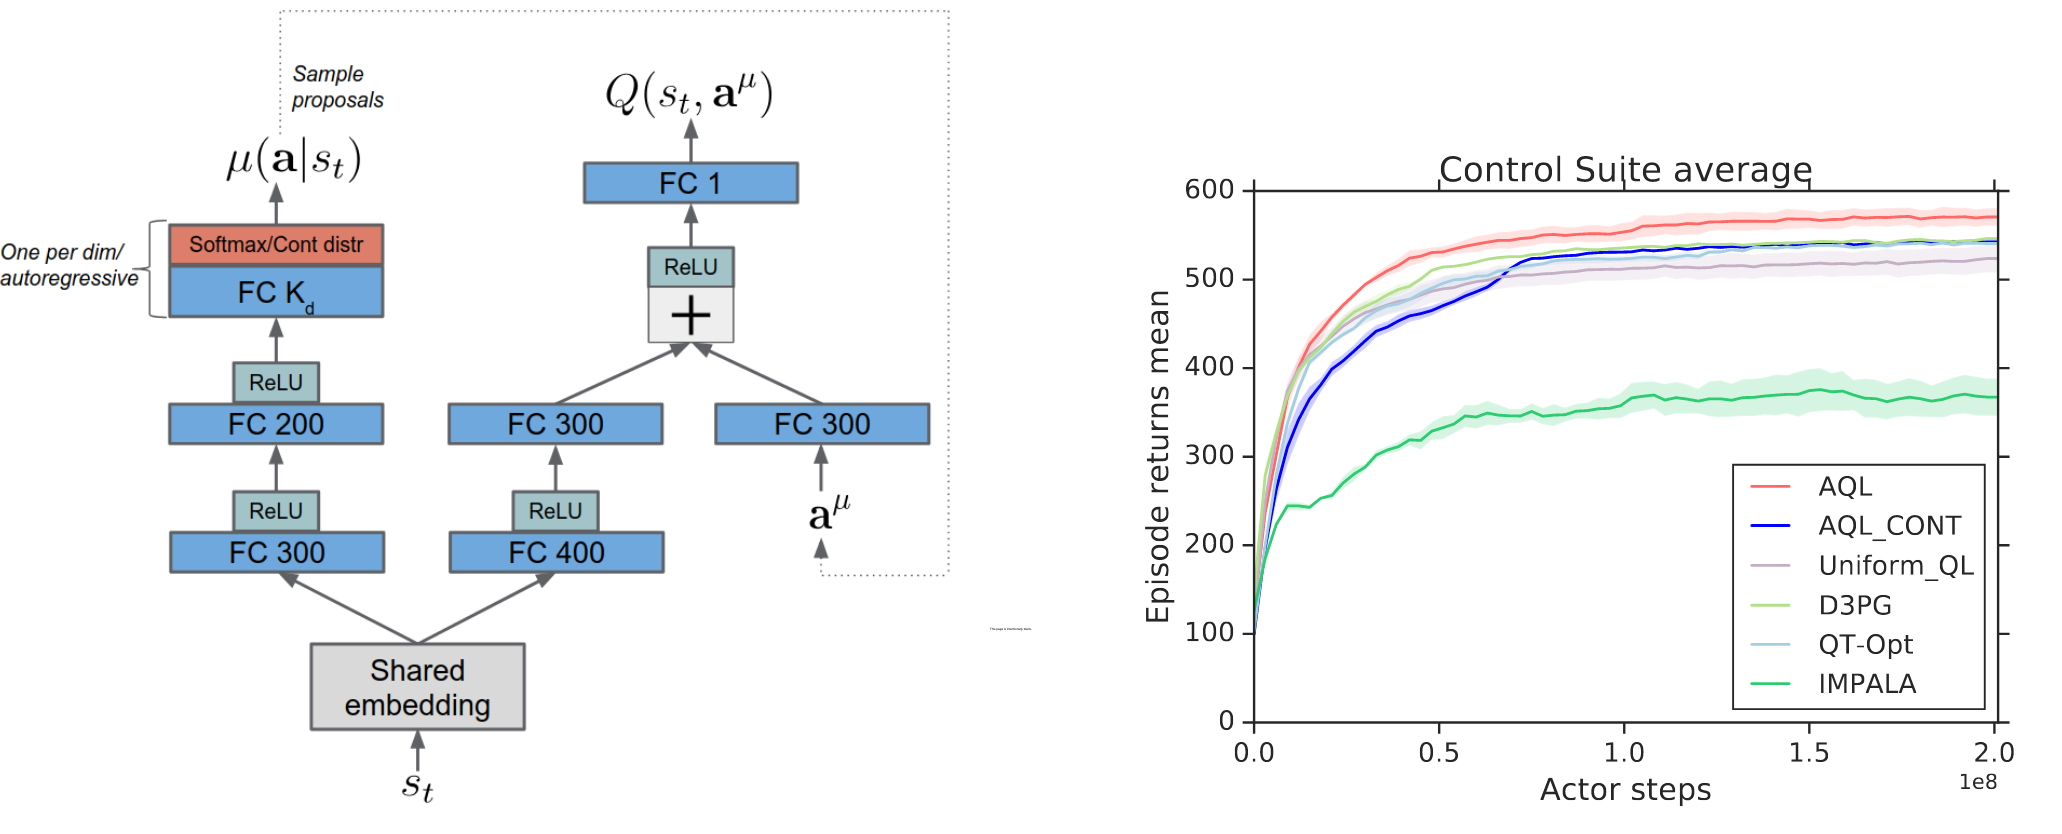 Sample
proposals
Q(s_t, a^μ)
μ(a|s_t)
FC 1
One per dim/
autoregressive
Softmax/Cont distr
FC K_d
ReLU
+
ReLU
FC 200
FC 300
FC 300
ReLU
ReLU
a^μ
FC 300
FC 400
Shared
embedding
s_t
Control Suite average
600
500
400
300
200
100
0
Episode returns mean
AQL
AQL_CONT
Uniform_QL
D3PG
QT-Opt
IMPALA
0.0 0.5 1.0 1.5 2.0
1e8
Actor steps